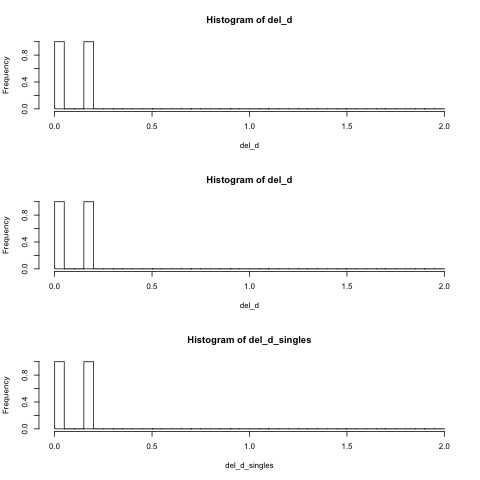 Histogram of del_d
Frequency
0.0 0.4 0.8
0.0 0.5 1.0 1.5 2.0
del_d
Histogram of del_d
Frequency
0.0 0.4 0.8
0.0 0.5 1.0 1.5 2.0
del_d
Histogram of del_d_singles
Frequency
0.0 0.4 0.8
0.0 0.5 1.0 1.5 2.0
del_d_singles